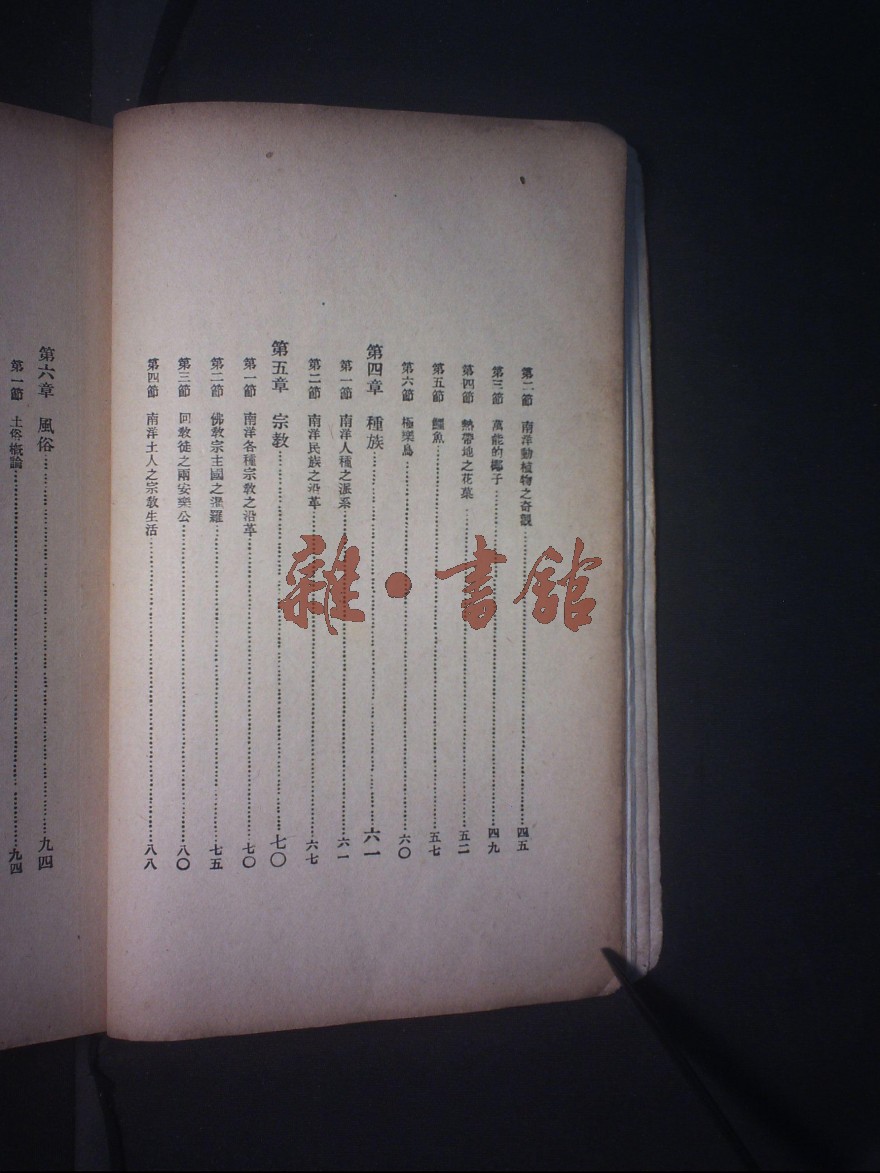 第二節 南洋動植物之奇觀……四五
第三節 萬能的椰子……四九
第四節 熱帶地之花菓……五二
第五節 鱷魚……五七
第六節 極樂鳥……六〇
第四章 種族……六一
第一節 南洋人種之派系……六一
第二節 南洋民族之沿革……六七
第五章 宗教……七〇
第一節 南洋各種宗教之沿革……七〇
第二節 佛教宗主國之暹羅……七五
第三節 回教徒之兩安樂公……八〇
第四節 南洋土人之宗教生活……八八
第六章 風俗……九四
第一節 土俗概論……九四
雜·書館